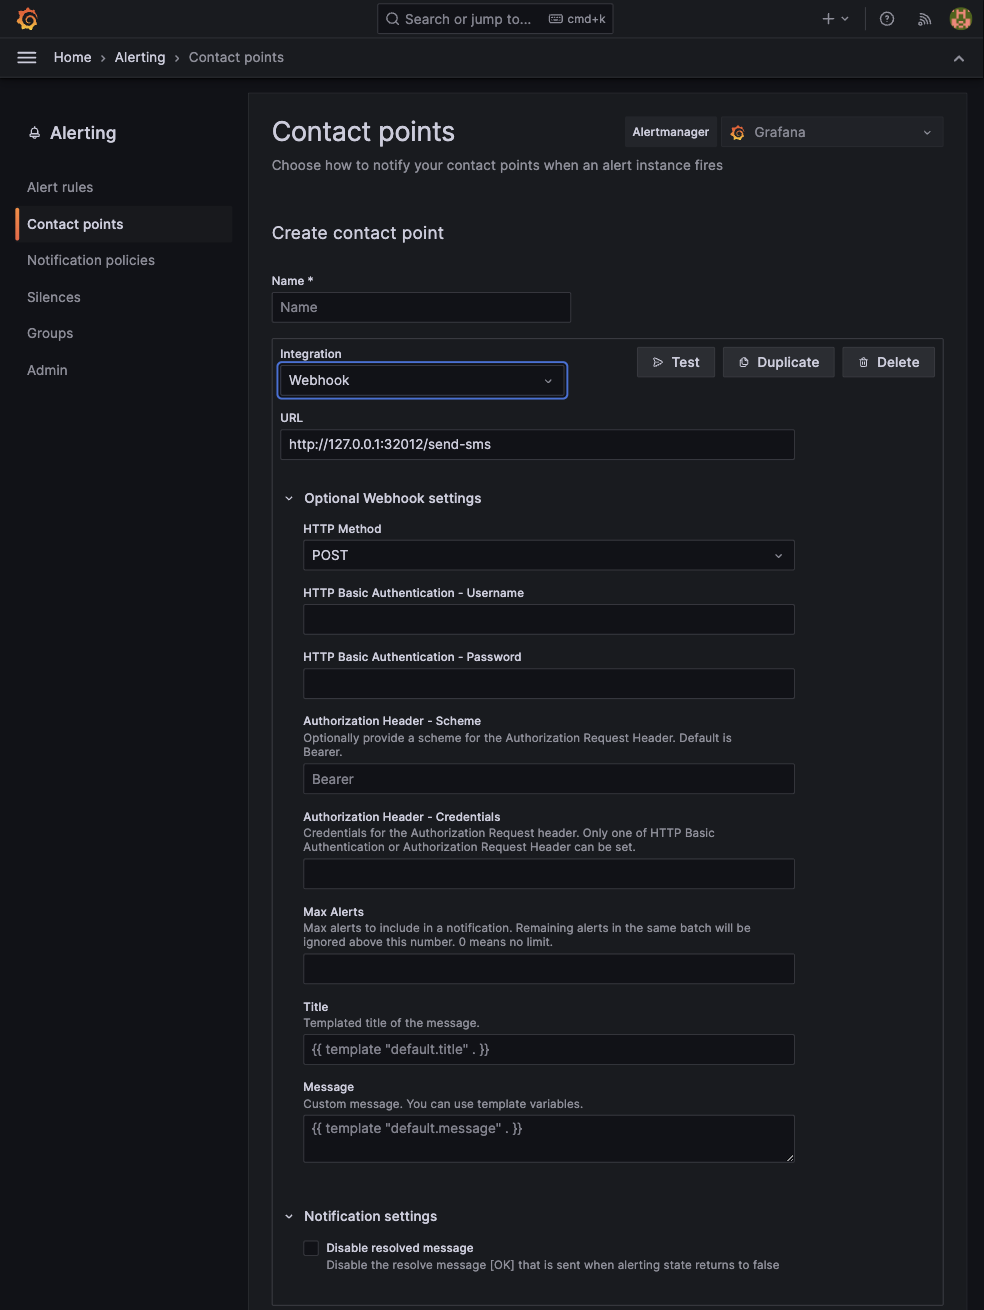 Search or jump to... cmd+k
Home › Alerting › Contact points
Alerting
Alert rules
Contact points
Notification policies
Silences
Groups
Admin
Contact points
Alertmanager Grafana
Choose how to notify your contact points when an alert instance fires
Create contact point
Name *
Name
Integration
Webhook
Test Duplicate Delete
URL
http://127.0.0.1:32012/send-sms
Optional Webhook settings
HTTP Method
POST
HTTP Basic Authentication - Username
HTTP Basic Authentication - Password
Authorization Header - Scheme
Optionally provide a scheme for the Authorization Request Header. Default is
Bearer.
Bearer
Authorization Header - Credentials
Credentials for the Authorization Request header. Only one of HTTP Basic
Authentication or Authorization Request Header can be set.
Max Alerts
Max alerts to include in a notification. Remaining alerts in the same batch will be
ignored above this number. 0 means no limit.
Title
Templated title of the message.
{{ template "default.title" . }}
Message
Custom message. You can use template variables.
{{ template "default.message" . }}
Notification settings
Disable resolved message
Disable the resolve message [OK] that is sent when alerting state returns to false